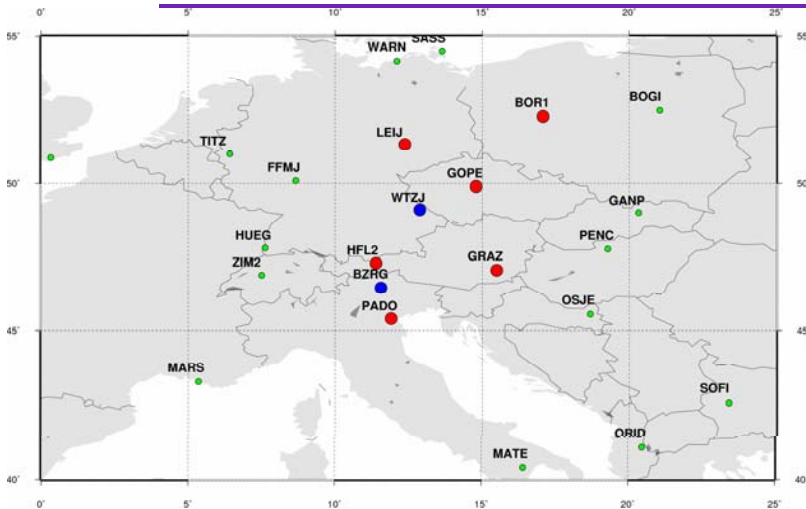 0° 5° 10° 15° 20° 25°
55° 55°
SASS
WARN
BOR1 BOGI
LEIJ
TITZ
FFMJ
GOPE
50° 50°
WTZJ GANP
HUEG PENC
HFL2 GRAZ
ZIM2
BZRG
PADO OSJE
45° 45°
MARS SOFI
ORID
MATE
40° 40°
0° 5° 10° 15° 20° 25°